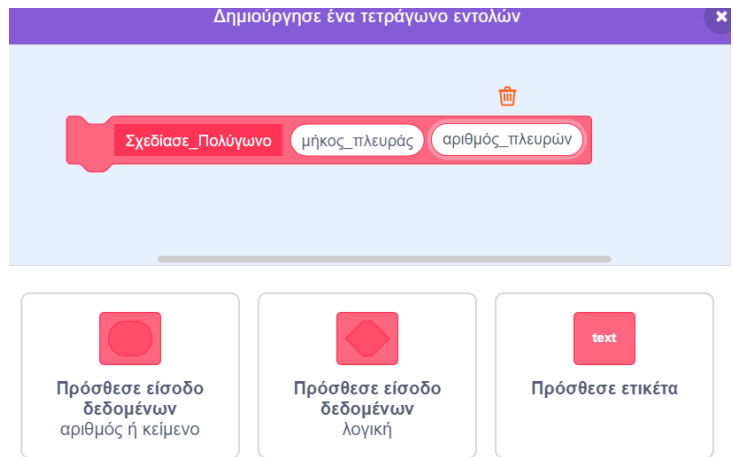 Δημιούργησε ένα τετράγωνο εντολών
Σχεδίασε_Πολύγωνο μήκος_πλευράς αριθμός_πλευρών
text
Πρόσθεσε είσοδο
δεδομένων
αριθμός ή κείμενο
Πρόσθεσε είσοδο
δεδομένων
λογική
Πρόσθεσε ετικέτα